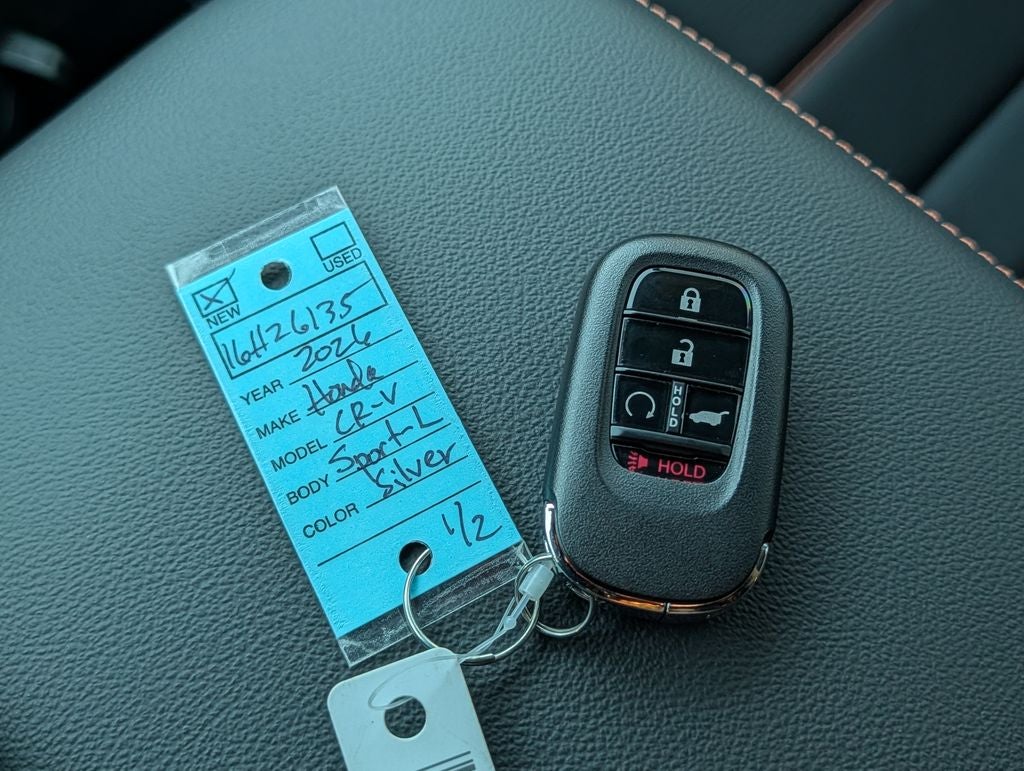 USED
NEW
16H26135
YEAR 2026
MAKE Honda
MODEL CR-V
BODY Sport-L
COLOR Silver
1/2
HOLD
HOLD